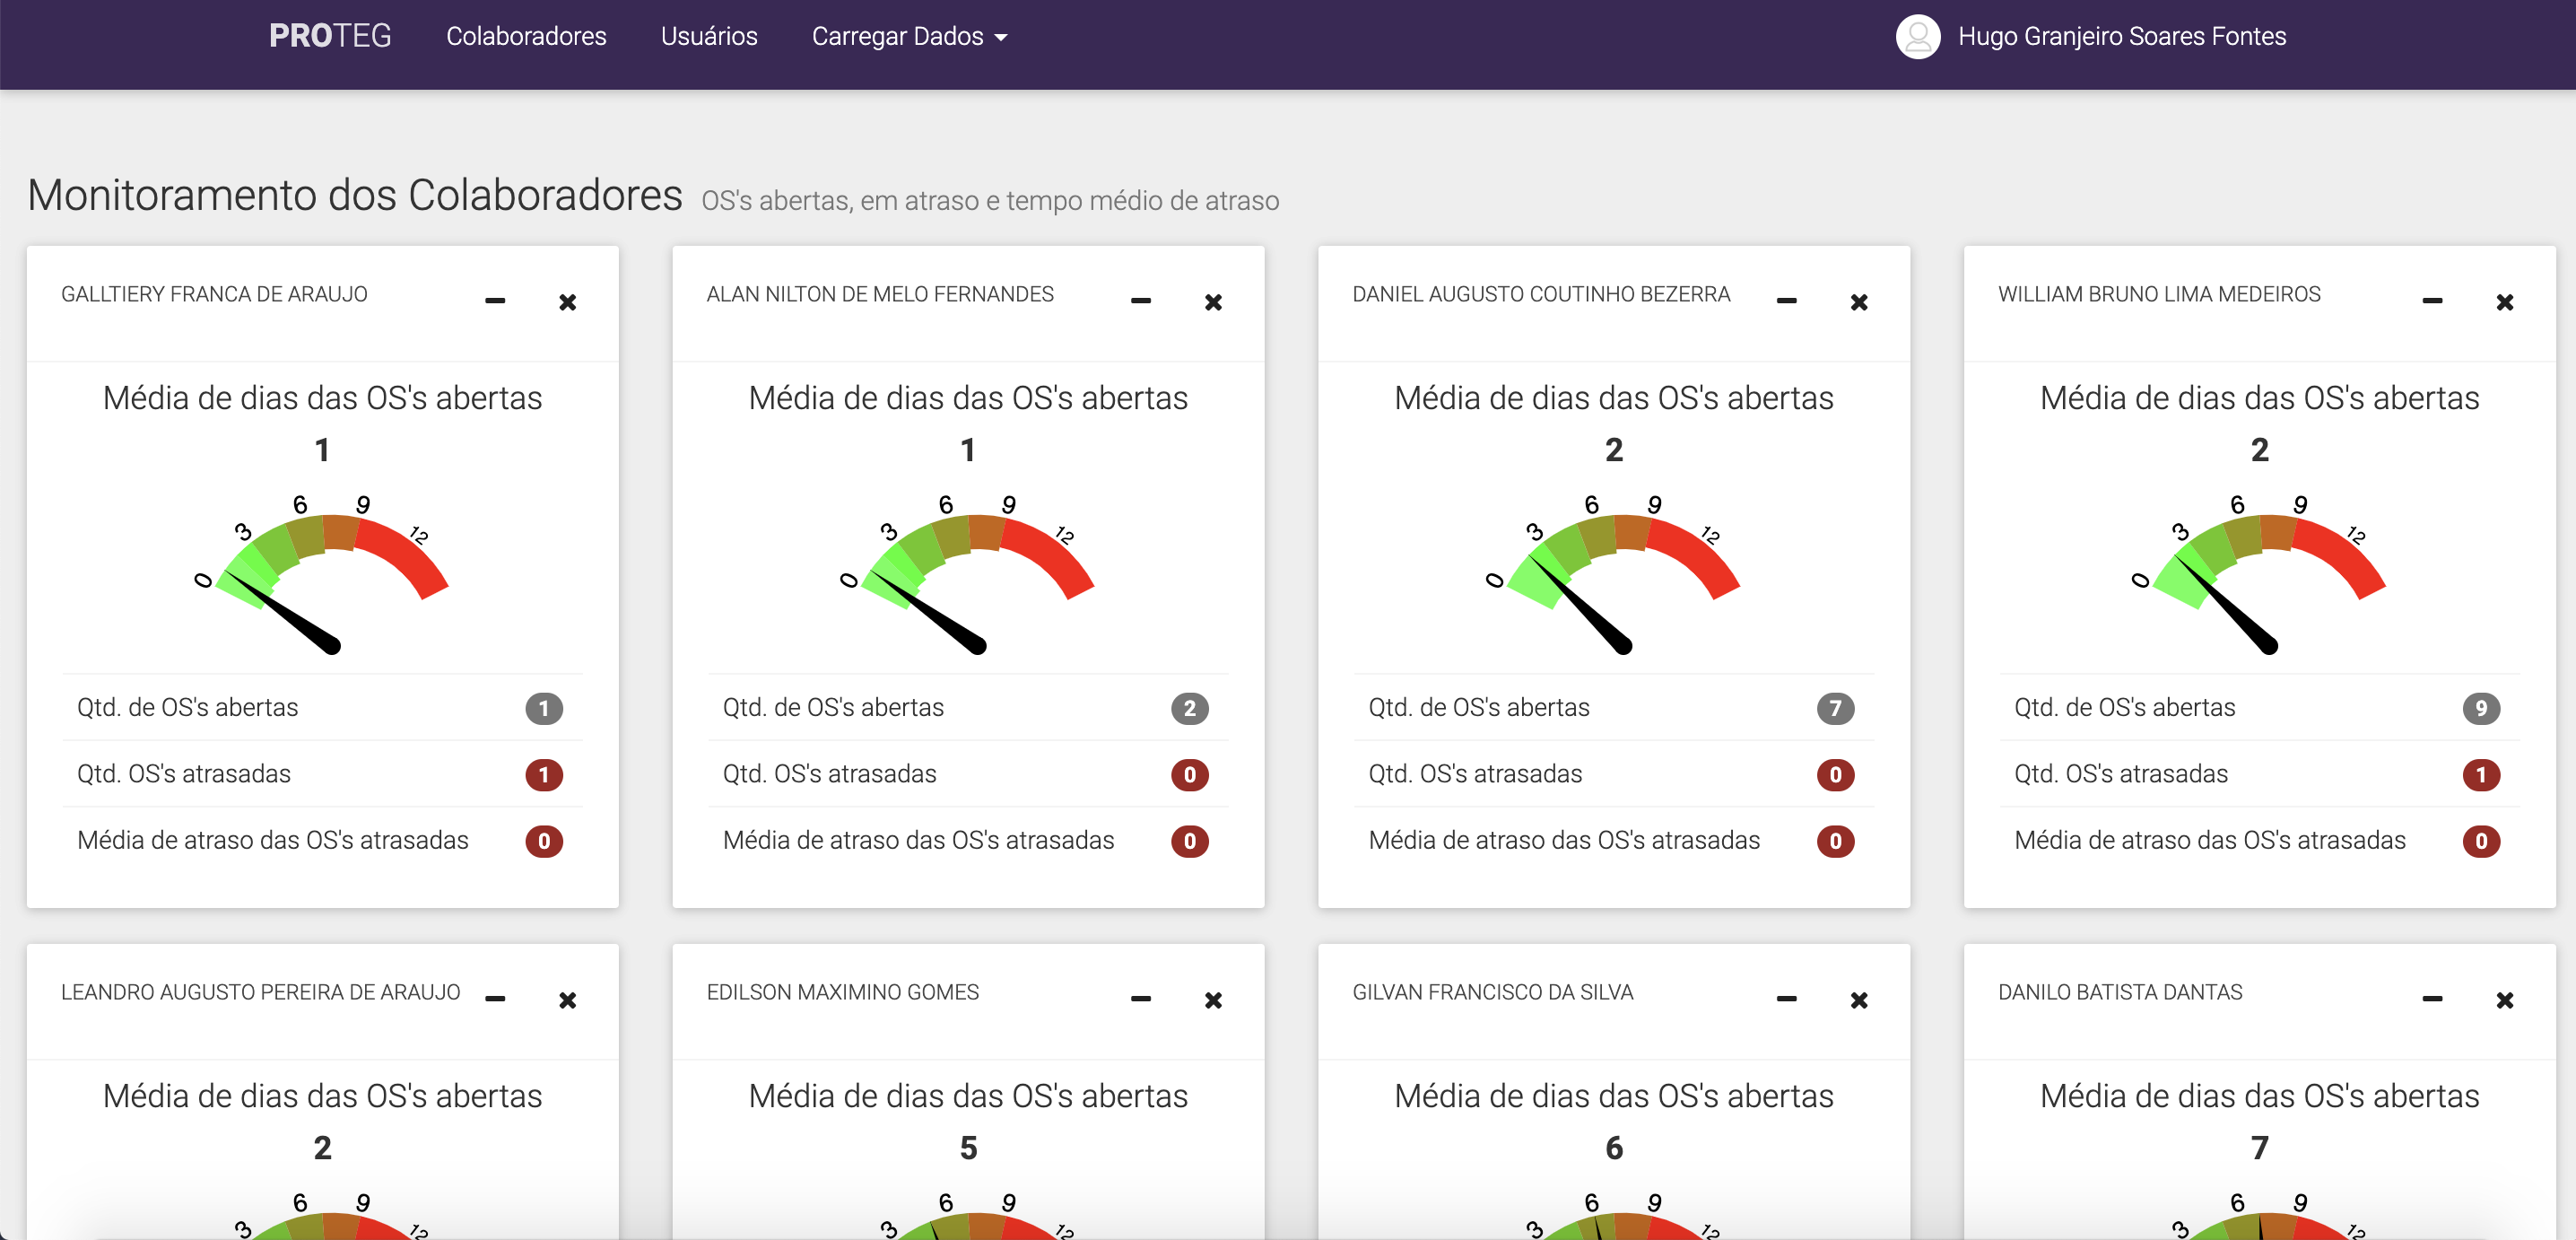 PROTEG Colaboradores Usuários Carregar Dados Hugo Granjeiro Soares Fontes
Monitoramento dos Colaboradores OS's abertas, em atraso e tempo médio de atraso
GALLTIERY FRANCA DE ARAUJO
Média de dias das OS's abertas
1
0 3 6 9 12
Qtd. de OS's abertas 1
Qtd. OS's atrasadas 1
Média de atraso das OS's atrasadas 0
ALAN NILTON DE MELO FERNANDES
Média de dias das OS's abertas
1
0 3 6 9 12
Qtd. de OS's abertas 2
Qtd. OS's atrasadas 0
Média de atraso das OS's atrasadas 0
DANIEL AUGUSTO COUTINHO BEZERRA
Média de dias das OS's abertas
2
0 3 6 9 12
Qtd. de OS's abertas 7
Qtd. OS's atrasadas 0
Média de atraso das OS's atrasadas 0
WILLIAM BRUNO LIMA MEDEIROS
Média de dias das OS's abertas
2
0 3 6 9 12
Qtd. de OS's abertas 9
Qtd. OS's atrasadas 1
Média de atraso das OS's atrasadas 0
LEANDRO AUGUSTO PEREIRA DE ARAUJO
Média de dias das OS's abertas
2
3 6 9 12
EDILSON MAXIMINO GOMES
Média de dias das OS's abertas
5
3 6 9 12
GILVAN FRANCISCO DA SILVA
Média de dias das OS's abertas
6
3 6 9 12
DANILO BATISTA DANTAS
Média de dias das OS's abertas
7
3 6 9 12